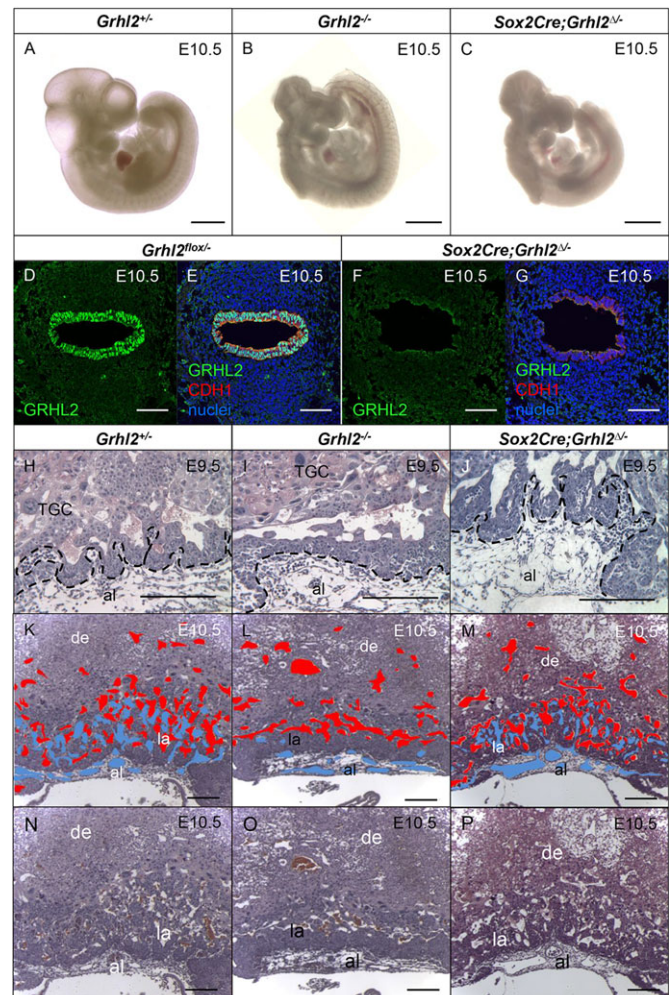 Grhl2+/- Grhl2-/- Sox2Cre;Grhl2Δ/-
A E10.5 B E10.5 C E10.5
Grhl2flox/- Sox2Cre;Grhl2Δ/-
D E10.5 E E10.5 F E10.5 G E10.5
GRHL2 GRHL2
CDH1 CDH1
GRHL2 nuclei GRHL2 nuclei
Grhl2+/- Grhl2-/- Sox2Cre;Grhl2Δ/-
H E9.5 I TGC E9.5 J E9.5
TGC
al al al
K E10.5 L E10.5 M E10.5
de de de
la la la
al al al
N E10.5 O E10.5 P E10.5
de de de
la la la
al al al